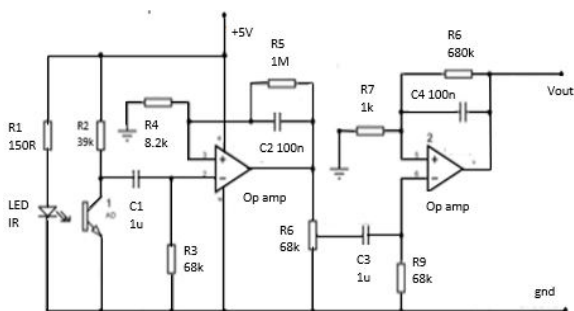 +5V
R5
1M
R6
680k
R1
150R
R2
39k
R4
8.2k
C2 100n
R7
1k
C4 100n
Vout
LED
IR
1
C1
1u
+
3
+
2
−
Op amp
2
+
6
−
Op amp
R3
68k
R6
68k
C3
1u
R9
68k
gnd